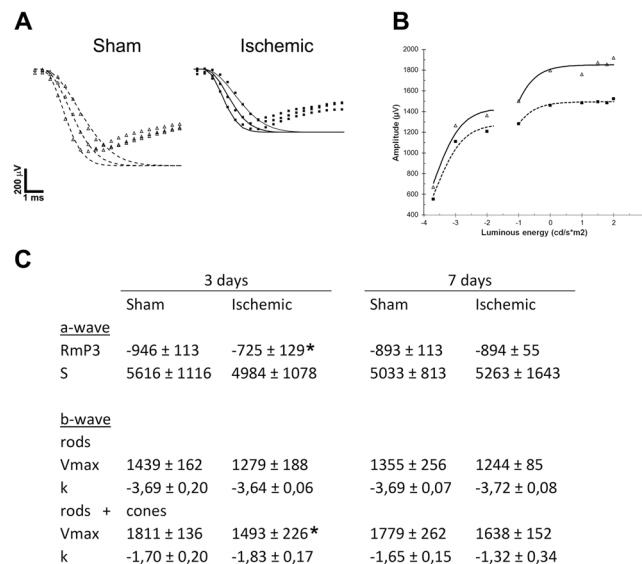 A
Sham
Ischemic
200 µV
1 ms
B
2000
1800
1600
1400
1200
1000
800
600
400
Amplitude (µV)
-4 -3 -2 -1 0 1 2 3
Luminous energy (cd/s*m2)
C
3 days 7 days
Sham Ischemic Sham Ischemic
a-wave
RmP3 -946 ± 113 -725 ± 129* -893 ± 113 -894 ± 55
S 5616 ± 1116 4984 ± 1078 5033 ± 813 5263 ± 1643
b-wave
rods
Vmax 1439 ± 162 1279 ± 188 1355 ± 256 1244 ± 85
k -3,69 ± 0,20 -3,64 ± 0,06 -3,69 ± 0,07 -3,72 ± 0,08
rods + cones
Vmax 1811 ± 136 1493 ± 226* 1779 ± 262 1638 ± 152
k -1,70 ± 0,20 -1,83 ± 0,17 -1,65 ± 0,15 -1,32 ± 0,34